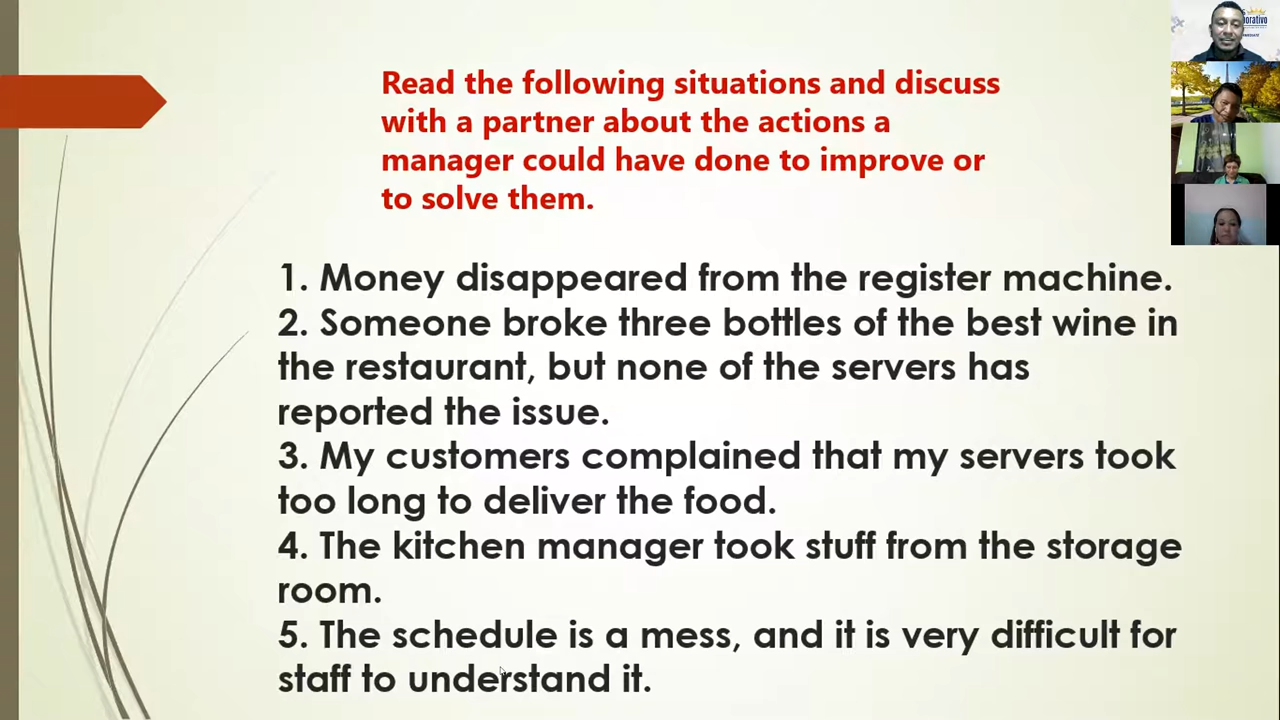 Read the following situations and discuss
with a partner about the actions a
manager could have done to improve or
to solve them.
1. Money disappeared from the register machine.
2. Someone broke three bottles of the best wine in
the restaurant, but none of the servers has
reported the issue.
3. My customers complained that my servers took
too long to deliver the food.
4. The kitchen manager took stuff from the storage
room.
5. The schedule is a mess, and it is very difficult for
staff to understand it.